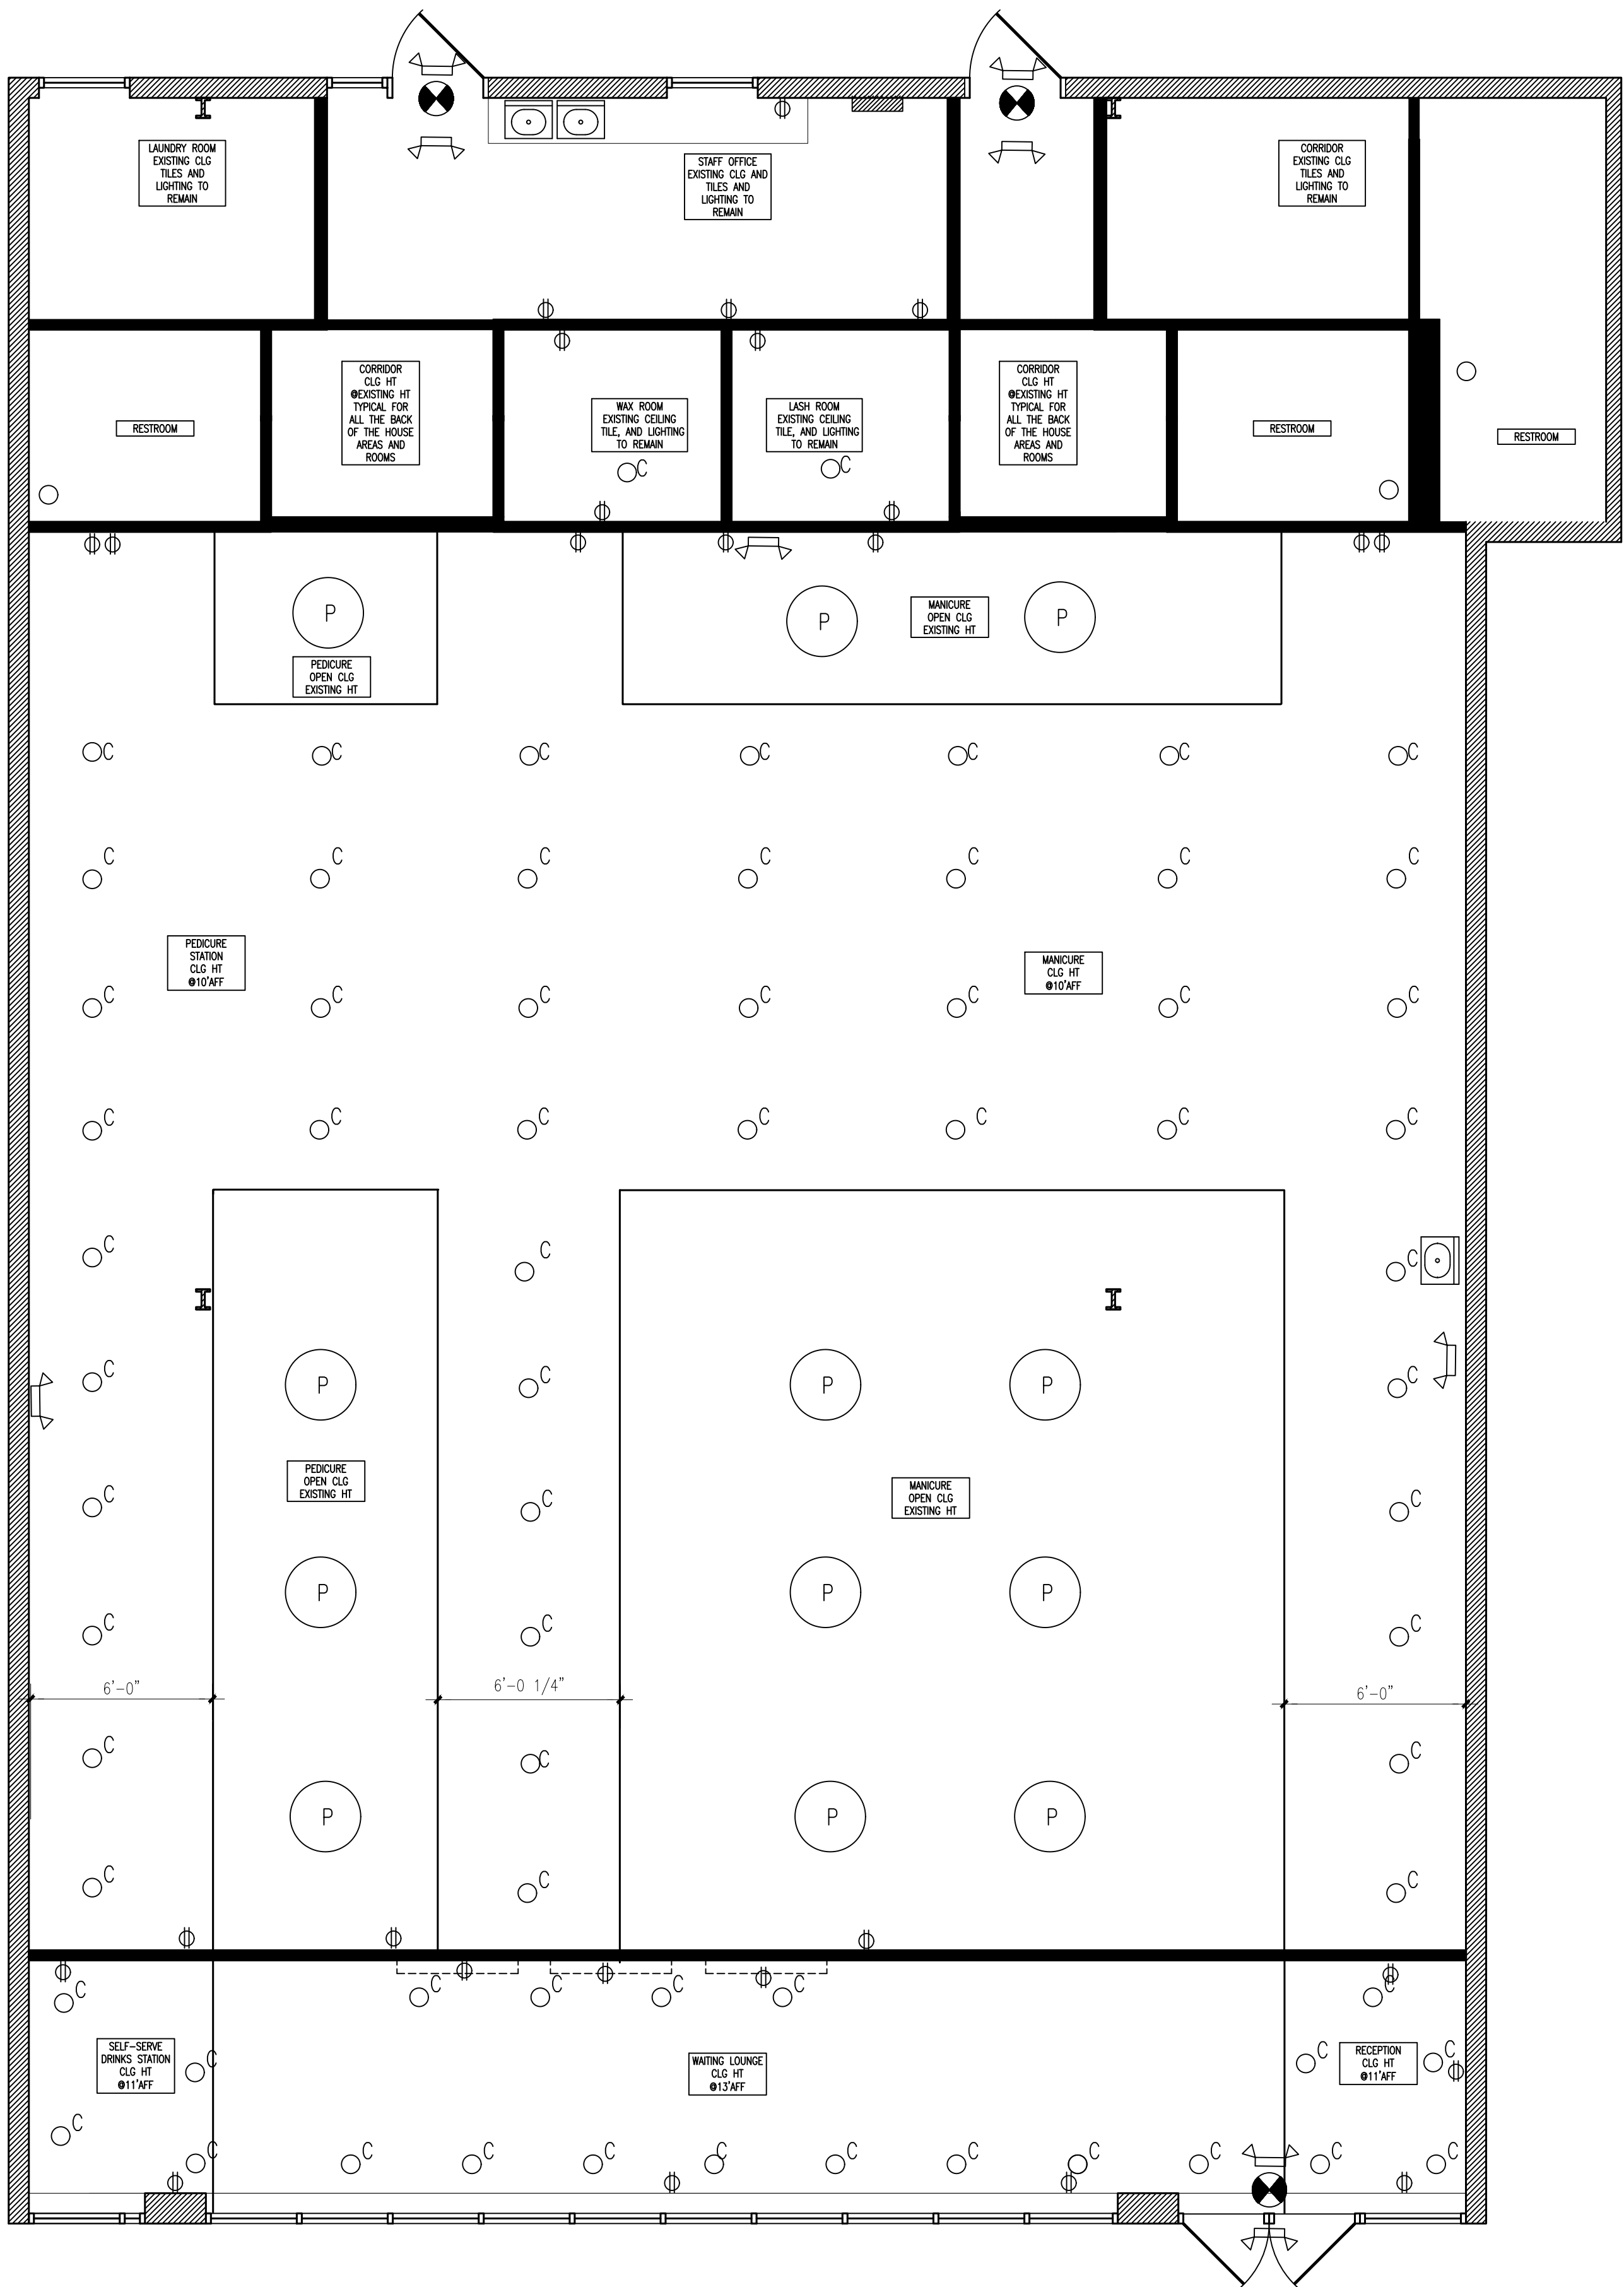 LAUNDRY ROOM
EXISTING CLG
TILES AND
LIGHTING TO
REMAIN
STAFF OFFICE
EXISTING CLG AND
TILES AND
LIGHTING TO
REMAIN
CORRIDOR
EXISTING CLG
TILES AND
LIGHTING TO
REMAIN
RESTROOM
CORRIDOR
CLG HT
@EXISTING HT
TYPICAL FOR
ALL THE BACK
OF THE HOUSE
AREAS AND
ROOMS
WAX ROOM
EXISTING CEILING
TILE, AND LIGHTING
TO REMAIN
C
LASH ROOM
EXISTING CEILING
TILE, AND LIGHTING
TO REMAIN
C
CORRIDOR
CLG HT
@EXISTING HT
TYPICAL FOR
ALL THE BACK
OF THE HOUSE
AREAS AND
ROOMS
RESTROOM
RESTROOM
P
PEDICURE
OPEN CLG
EXISTING HT
P
MANICURE
OPEN CLG
EXISTING HT
P
C C C C C C C
C C C C C C C
PEDICURE
STATION
CLG HT
@10'AFF
MANICURE
CLG HT
@10'AFF
C C C C C C C
C C C C C C C
C C C
C C C
P P P
PEDICURE
OPEN CLG
EXISTING HT
MANICURE
OPEN CLG
EXISTING HT
C C C
P P P
C C C
6'-0"
6'-0 1/4"
6'-0"
C C C
P P P
C C C
C C C C C C
SELF-SERVE
DRINKS STATION
CLG HT
@11'AFF
C
WAITING LOUNGE
CLG HT
@13'AFF
C
RECEPTION
CLG HT
@11'AFF
C
C
C C C C C C C C C C C